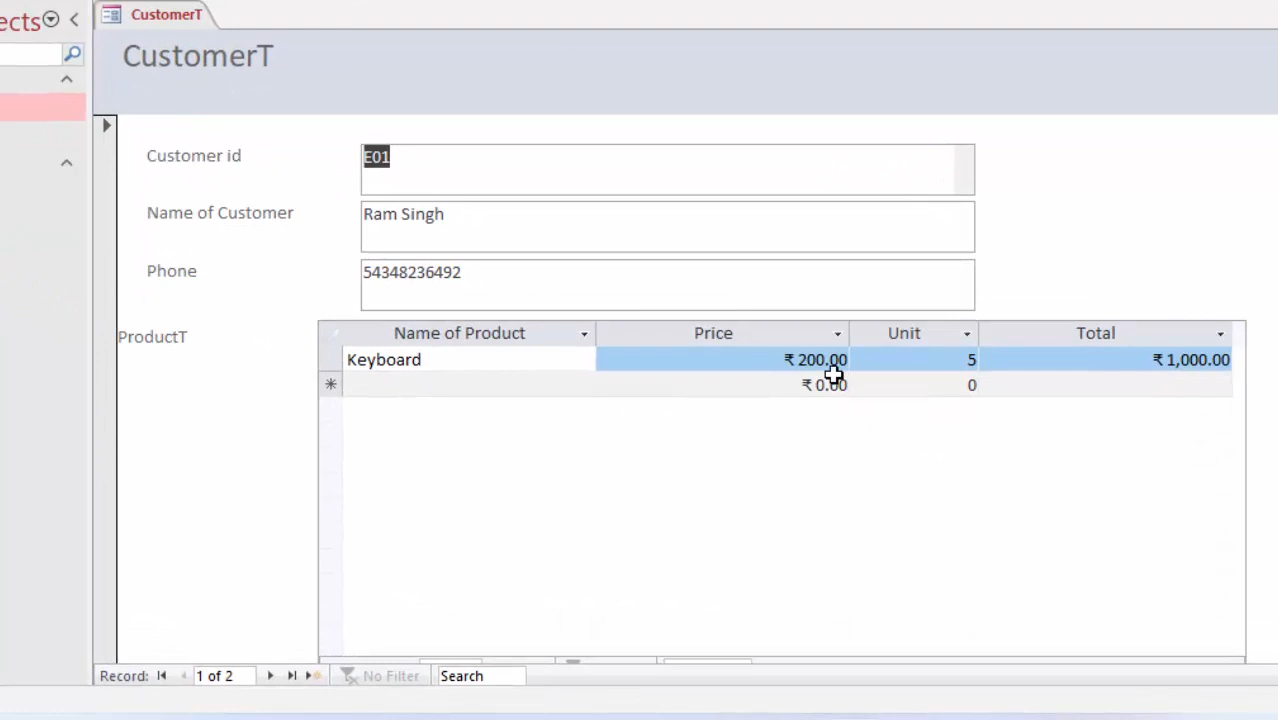 ects
CustomerT
CustomerT
Customer id E01
Name of Customer Ram Singh
Phone 54348236492
ProductT
Name of Product Price Unit Total
Keyboard ₹ 200.00 5 ₹ 1,000.00
₹ 0.00 0
Record: 1 of 2 No Filter Search